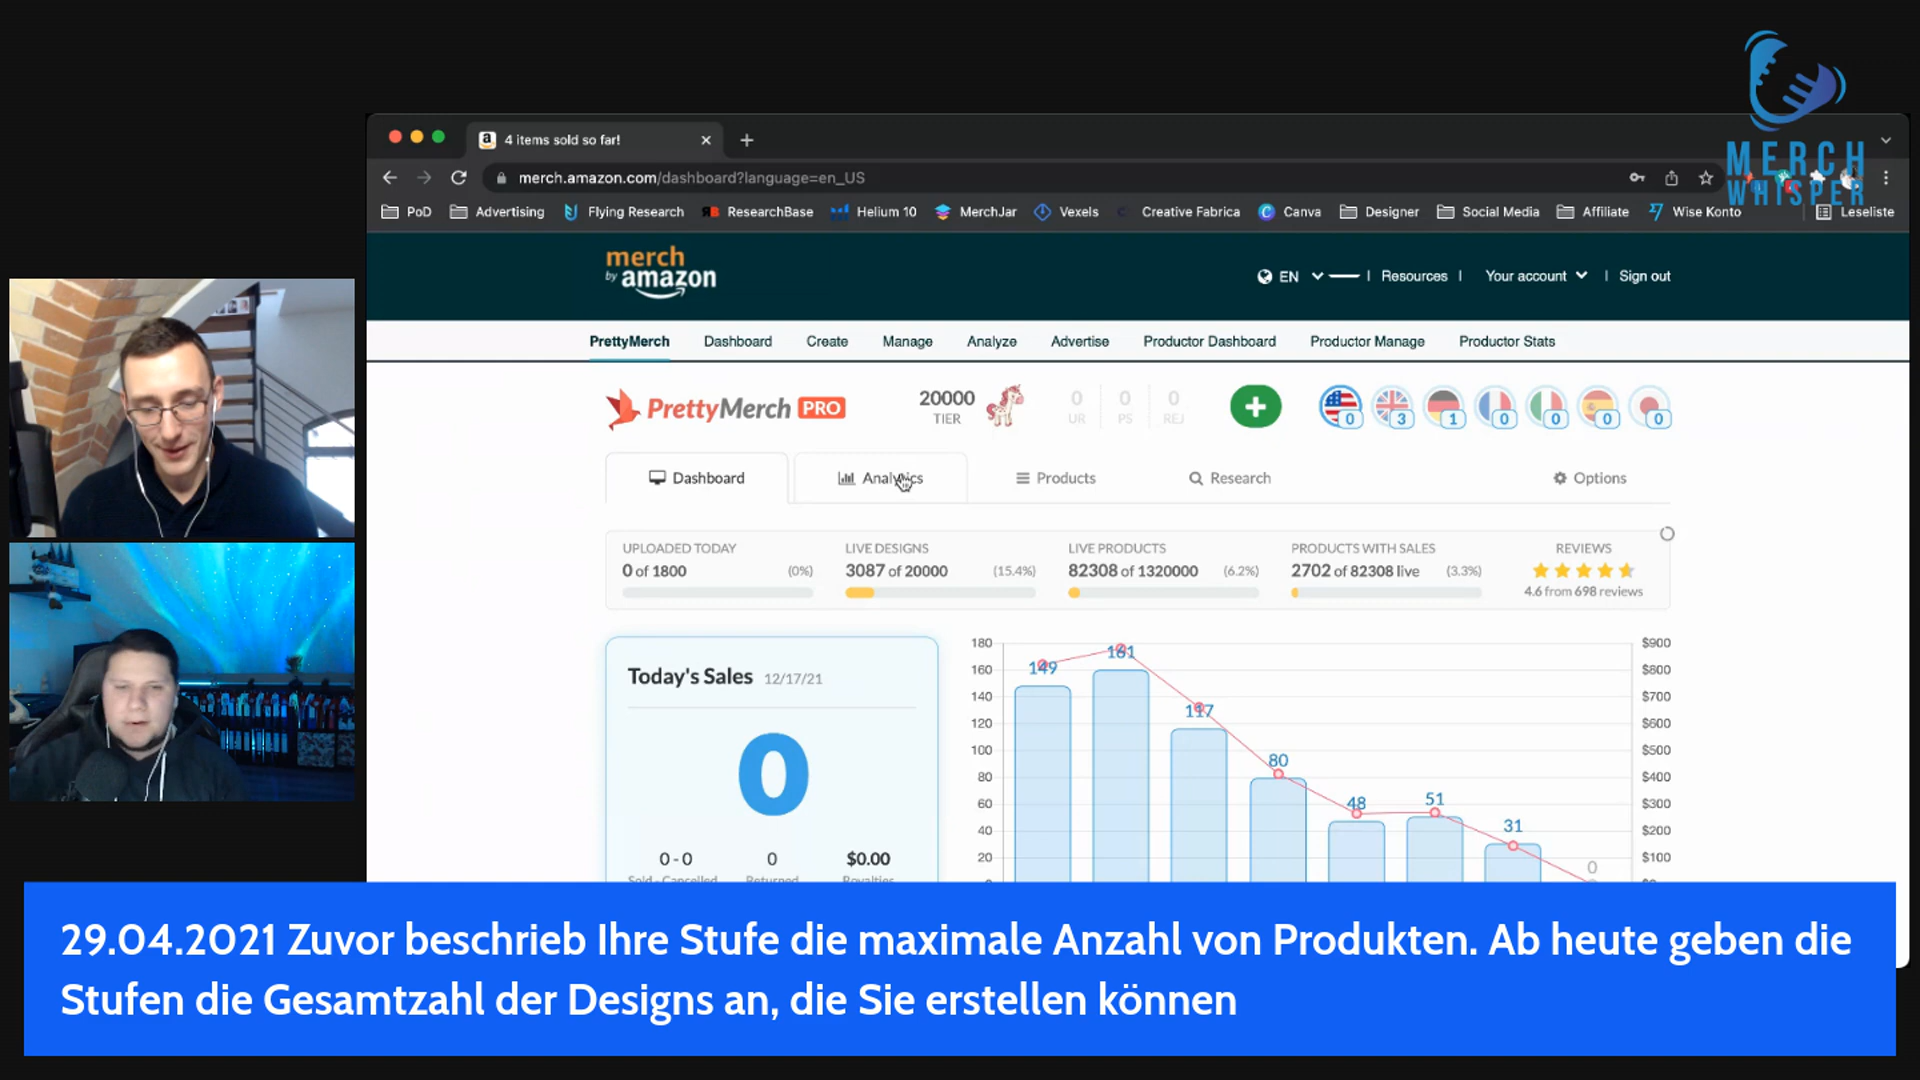 MERCH
WHISPER
4 items sold so far!
merch.amazon.com/dashboard?language=en_US
PoD Advertising Flying Research ResearchBase Helium 10 MerchJar Vexels Creative Fabrica Canva Designer Social Media Affiliate Wise Konto Leseliste
merch
by amazon
EN | Resources | Your account | Sign out
PrettyMerch Dashboard Create Manage Analyze Advertise Productor Dashboard Productor Manage Productor Stats
PrettyMerch PRO
20000
TIER
0 0 0
UR PS REJ
0 3 1 0 0 0 0
Dashboard Analytics Products Research Options
UPLOADED TODAY LIVE DESIGNS LIVE PRODUCTS PRODUCTS WITH SALES REVIEWS
0 of 1800 (0%) 3087 of 20000 (15.4%) 82308 of 1320000 (6.2%) 2702 of 82308 live (3.3%)
4.6 from 698 reviews
Today's Sales 12/17/21
0
0 - 0 0 $0.00
Sold - Cancelled Returned Royalties
180 $900
160 $800
140 $700
120 $600
100 $500
80 $400
60 $300
40 $200
20 $100
149 161 117 80 48 51 31 0
29.04.2021 Zuvor beschrieb Ihre Stufe die maximale Anzahl von Produkten. Ab heute geben die
Stufen die Gesamtzahl der Designs an, die Sie erstellen können